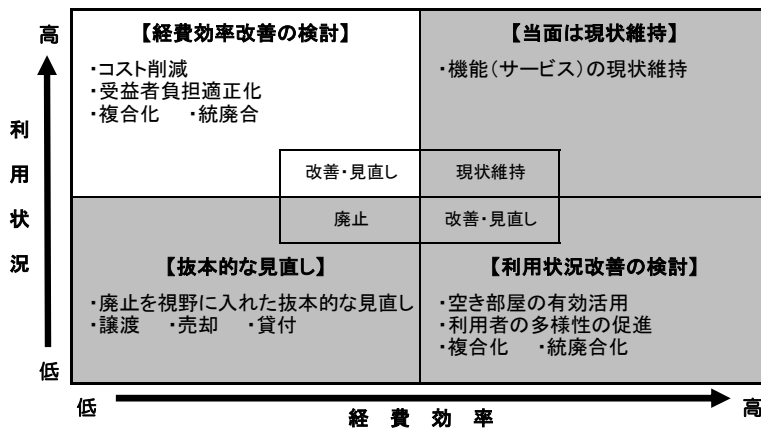 高
利
用
状
況
低
【経費効率改善の検討】
・コスト削減
・受益者負担適正化
・複合化　・統廃合
【当面は現状維持】
・機能（サービス）の現状維持
改善・見直し
現状維持
廃止
改善・見直し
【抜本的な見直し】
・廃止を視野に入れた抜本的な見直し
・譲渡　・売却　・貸付
【利用状況改善の検討】
・空き部屋の有効活用
・利用者の多様性の促進
・複合化　・統廃合化
低
経　費　効　率
高